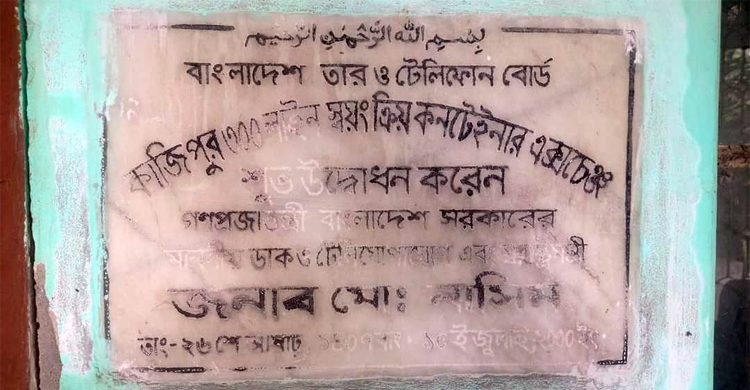 بسم الله الرحمن الرحيم
বাংলাদেশ তার ও টেলিফোন বোর্ড
কাজিপুর ৩০০ লাইন স্বয়ংক্রিয় কনটেইনার এক্সচেঞ্জ
শুভ উদ্বোধন করেন
গণপ্রজাতন্ত্রী বাংলাদেশ সরকারের
মাননীয় ডাক ও টেলিযোগাযোগ এবং
জনাব মোঃ নাসিম
তাং-২৬শে আষাঢ়, ১০ই জুলাই